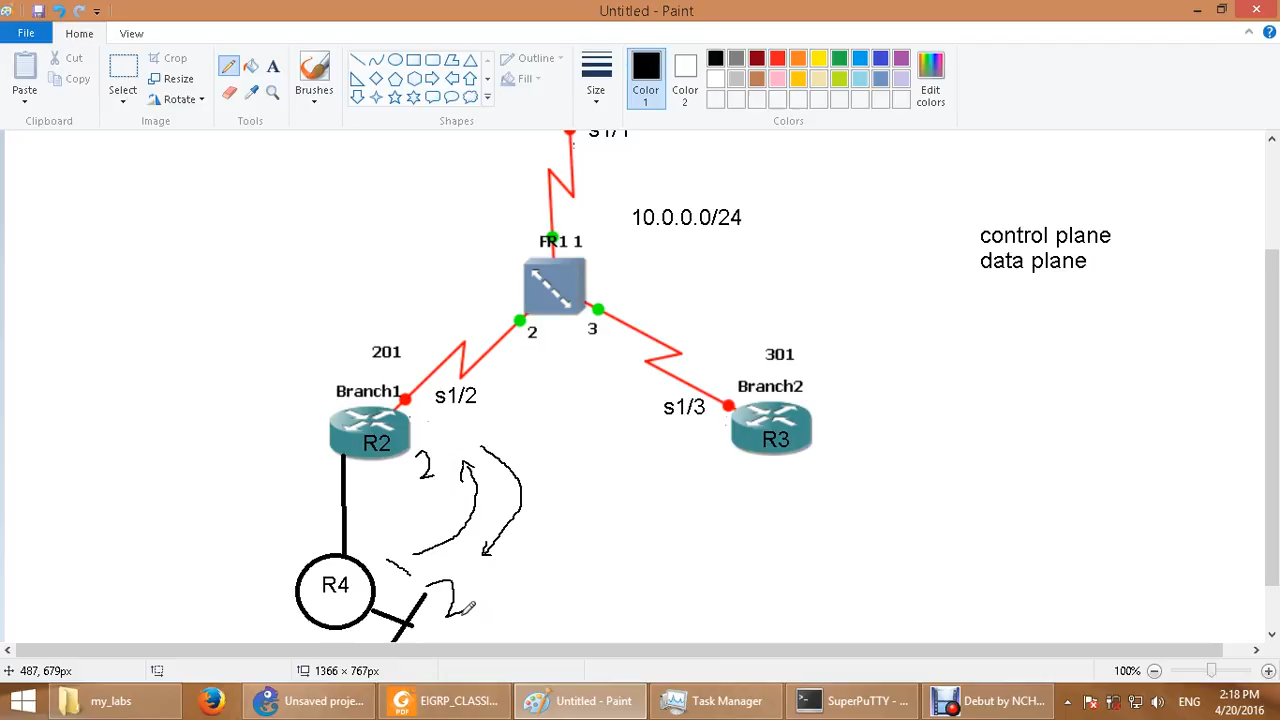 Untitled - Paint
File
Home
View
Paste
Cut
Copy
Clipboard
Select
Crop
Resize
Rotate
Image
Tools
Brushes
Shapes
Outline
Fill
Size
Color 1
Color 2
Edit colors
Colors
s1/1
10.0.0.0/24
control plane
data plane
FR1 1
2
3
201
301
Branch1
s1/2
Branch2
s1/3
R2
R3
2
R4
2
487, 679px
1366 × 767px
100%
my_labs
Unsaved proje...
EIGRP_CLASSI...
Untitled - Paint
Task Manager
SuperPuTTY - ...
Debut by NCH...
ENG
2:18 PM
4/20/2016